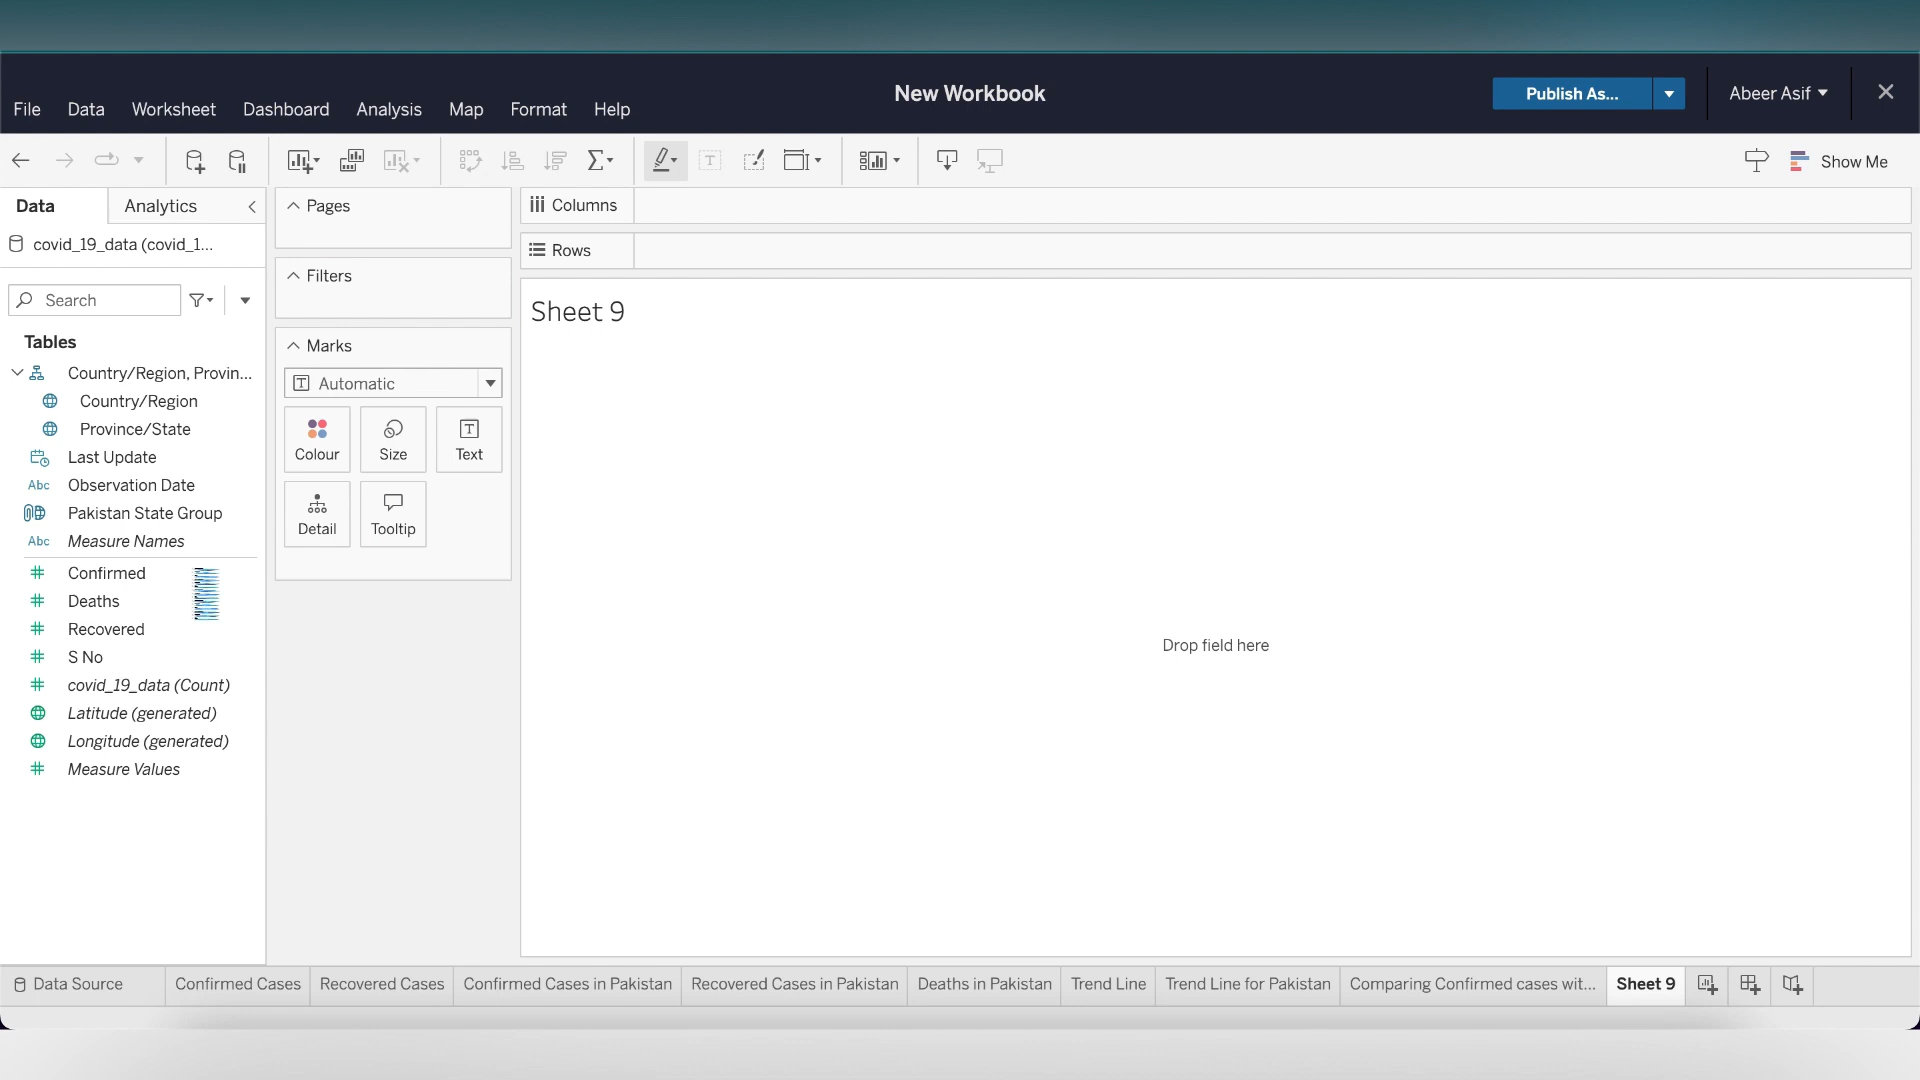 New Workbook
Publish As...
Abeer Asif
File Data Worksheet Dashboard Analysis Map Format Help
Show Me
Data Analytics
Pages
Columns
covid_19_data (covid_1...
Rows
Filters
Search
Sheet 9
Tables
Marks
Country/Region, Provin...
Automatic
Country/Region
Province/State
Colour Size Text
Last Update
Abc Observation Date
Pakistan State Group
Detail Tooltip
Abc Measure Names
Confirmed
Deaths
Recovered
Drop field here
S No
covid_19_data (Count)
Latitude (generated)
Longitude (generated)
Measure Values
Data Source Confirmed Cases Recovered Cases Confirmed Cases in Pakistan Recovered Cases in Pakistan Deaths in Pakistan Trend Line Trend Line for Pakistan Comparing Confirmed cases wit... Sheet 9